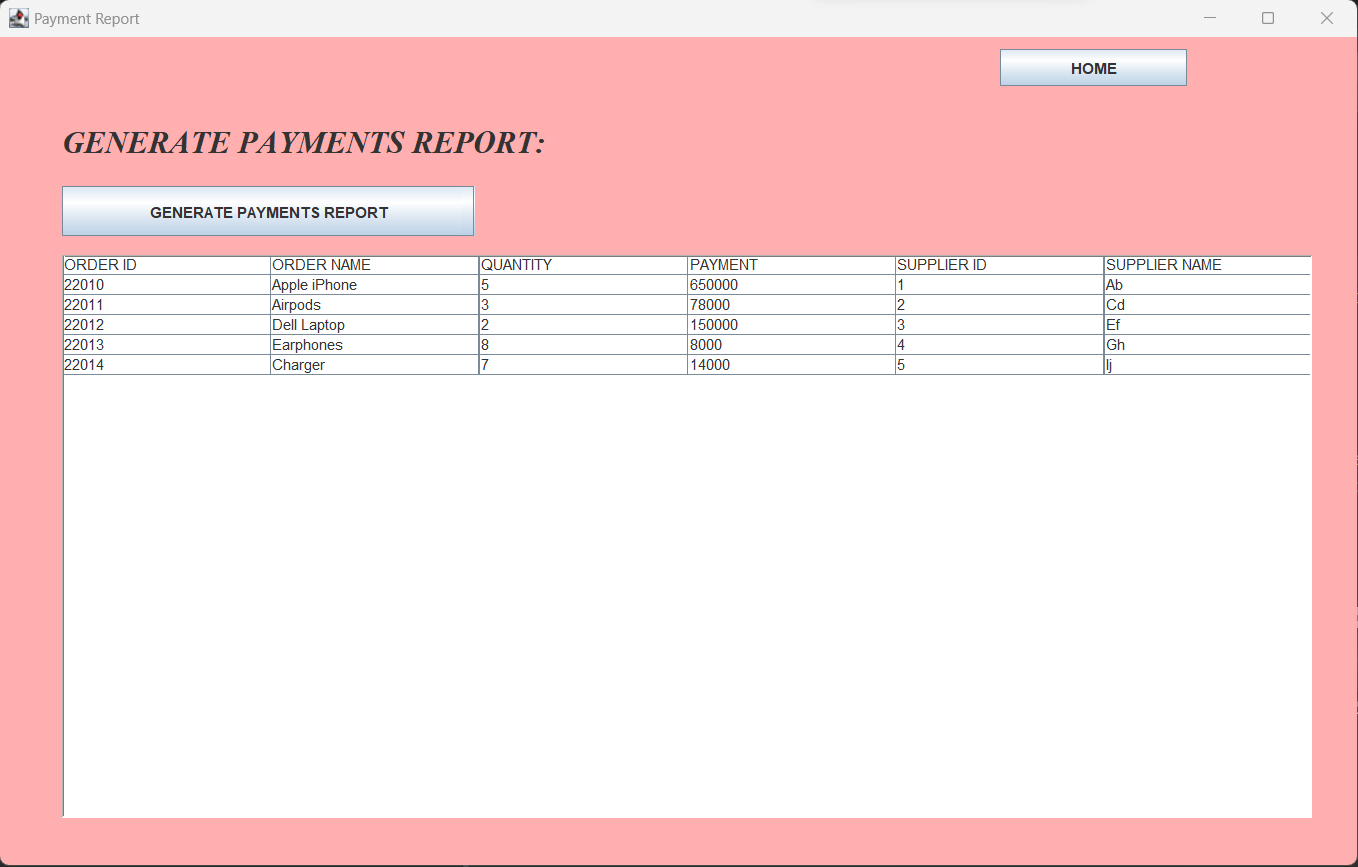 Payment Report
HOME
GENERATE PAYMENTS REPORT:
GENERATE PAYMENTS REPORT
ORDER ID ORDER NAME QUANTITY PAYMENT SUPPLIER ID SUPPLIER NAME
22010 Apple iPhone 5 650000 1 Ab
22011 Airpods 3 78000 2 Cd
22012 Dell Laptop 2 150000 3 Ef
22013 Earphones 8 8000 4 Gh
22014 Charger 7 14000 5 Ij